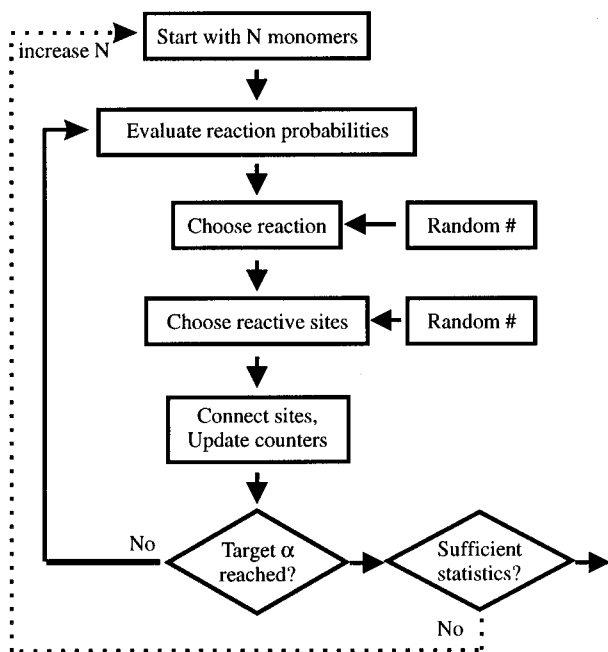 increase N
Start with N monomers
Evaluate reaction probabilities
Choose reaction
Random #
Choose reactive sites
Random #
Connect sites,
Update counters
No
Target α
reached?
Sufficient
statistics?
No